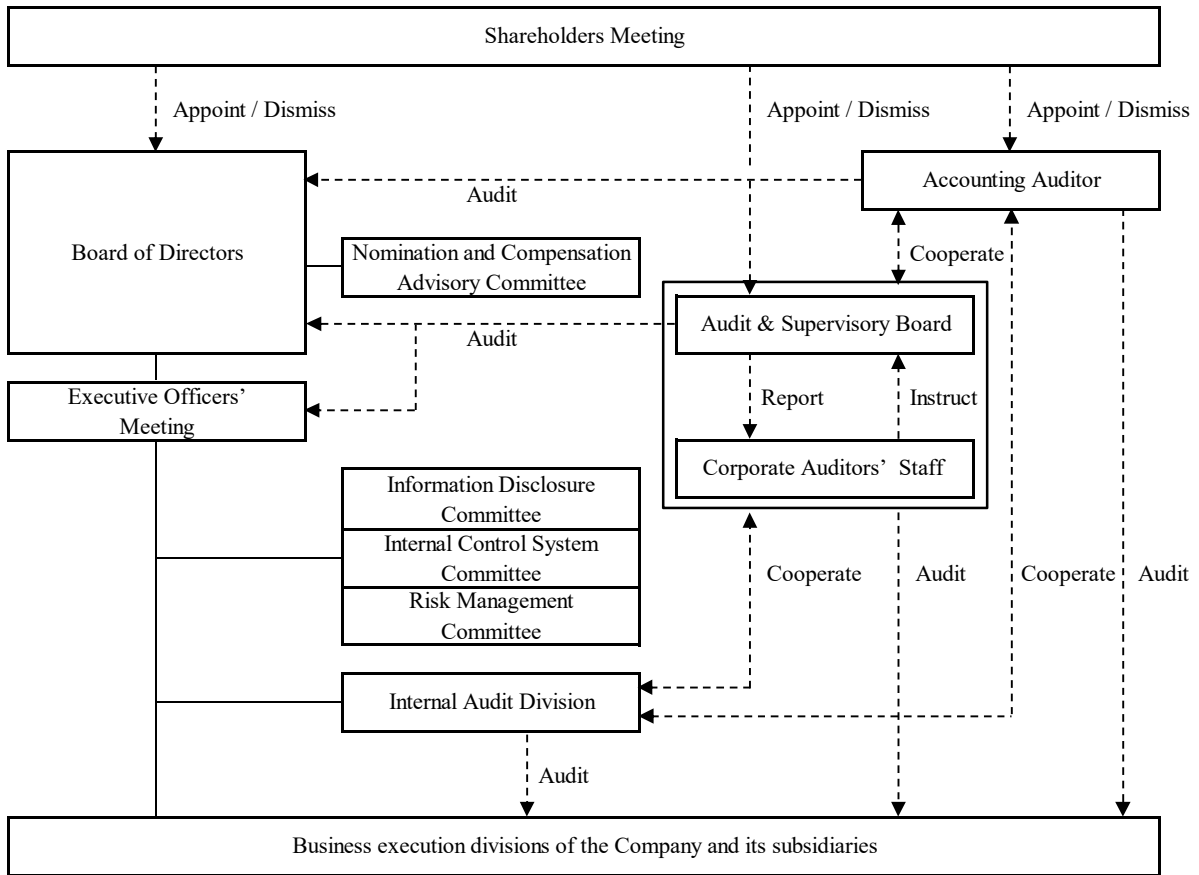 Shareholders Meeting
Appoint / Dismiss
Appoint / Dismiss
Appoint / Dismiss
Accounting Auditor
Audit
Board of Directors
Nomination and Compensation
Advisory Committee
Cooperate
Audit & Supervisory Board
Audit
Executive Officers’
Meeting
Report
Instruct
Corporate Auditors’ Staff
Information Disclosure
Committee
Internal Control System
Committee
Risk Management
Committee
Cooperate
Audit
Cooperate
Audit
Internal Audit Division
Audit
Business execution divisions of the Company and its subsidiaries